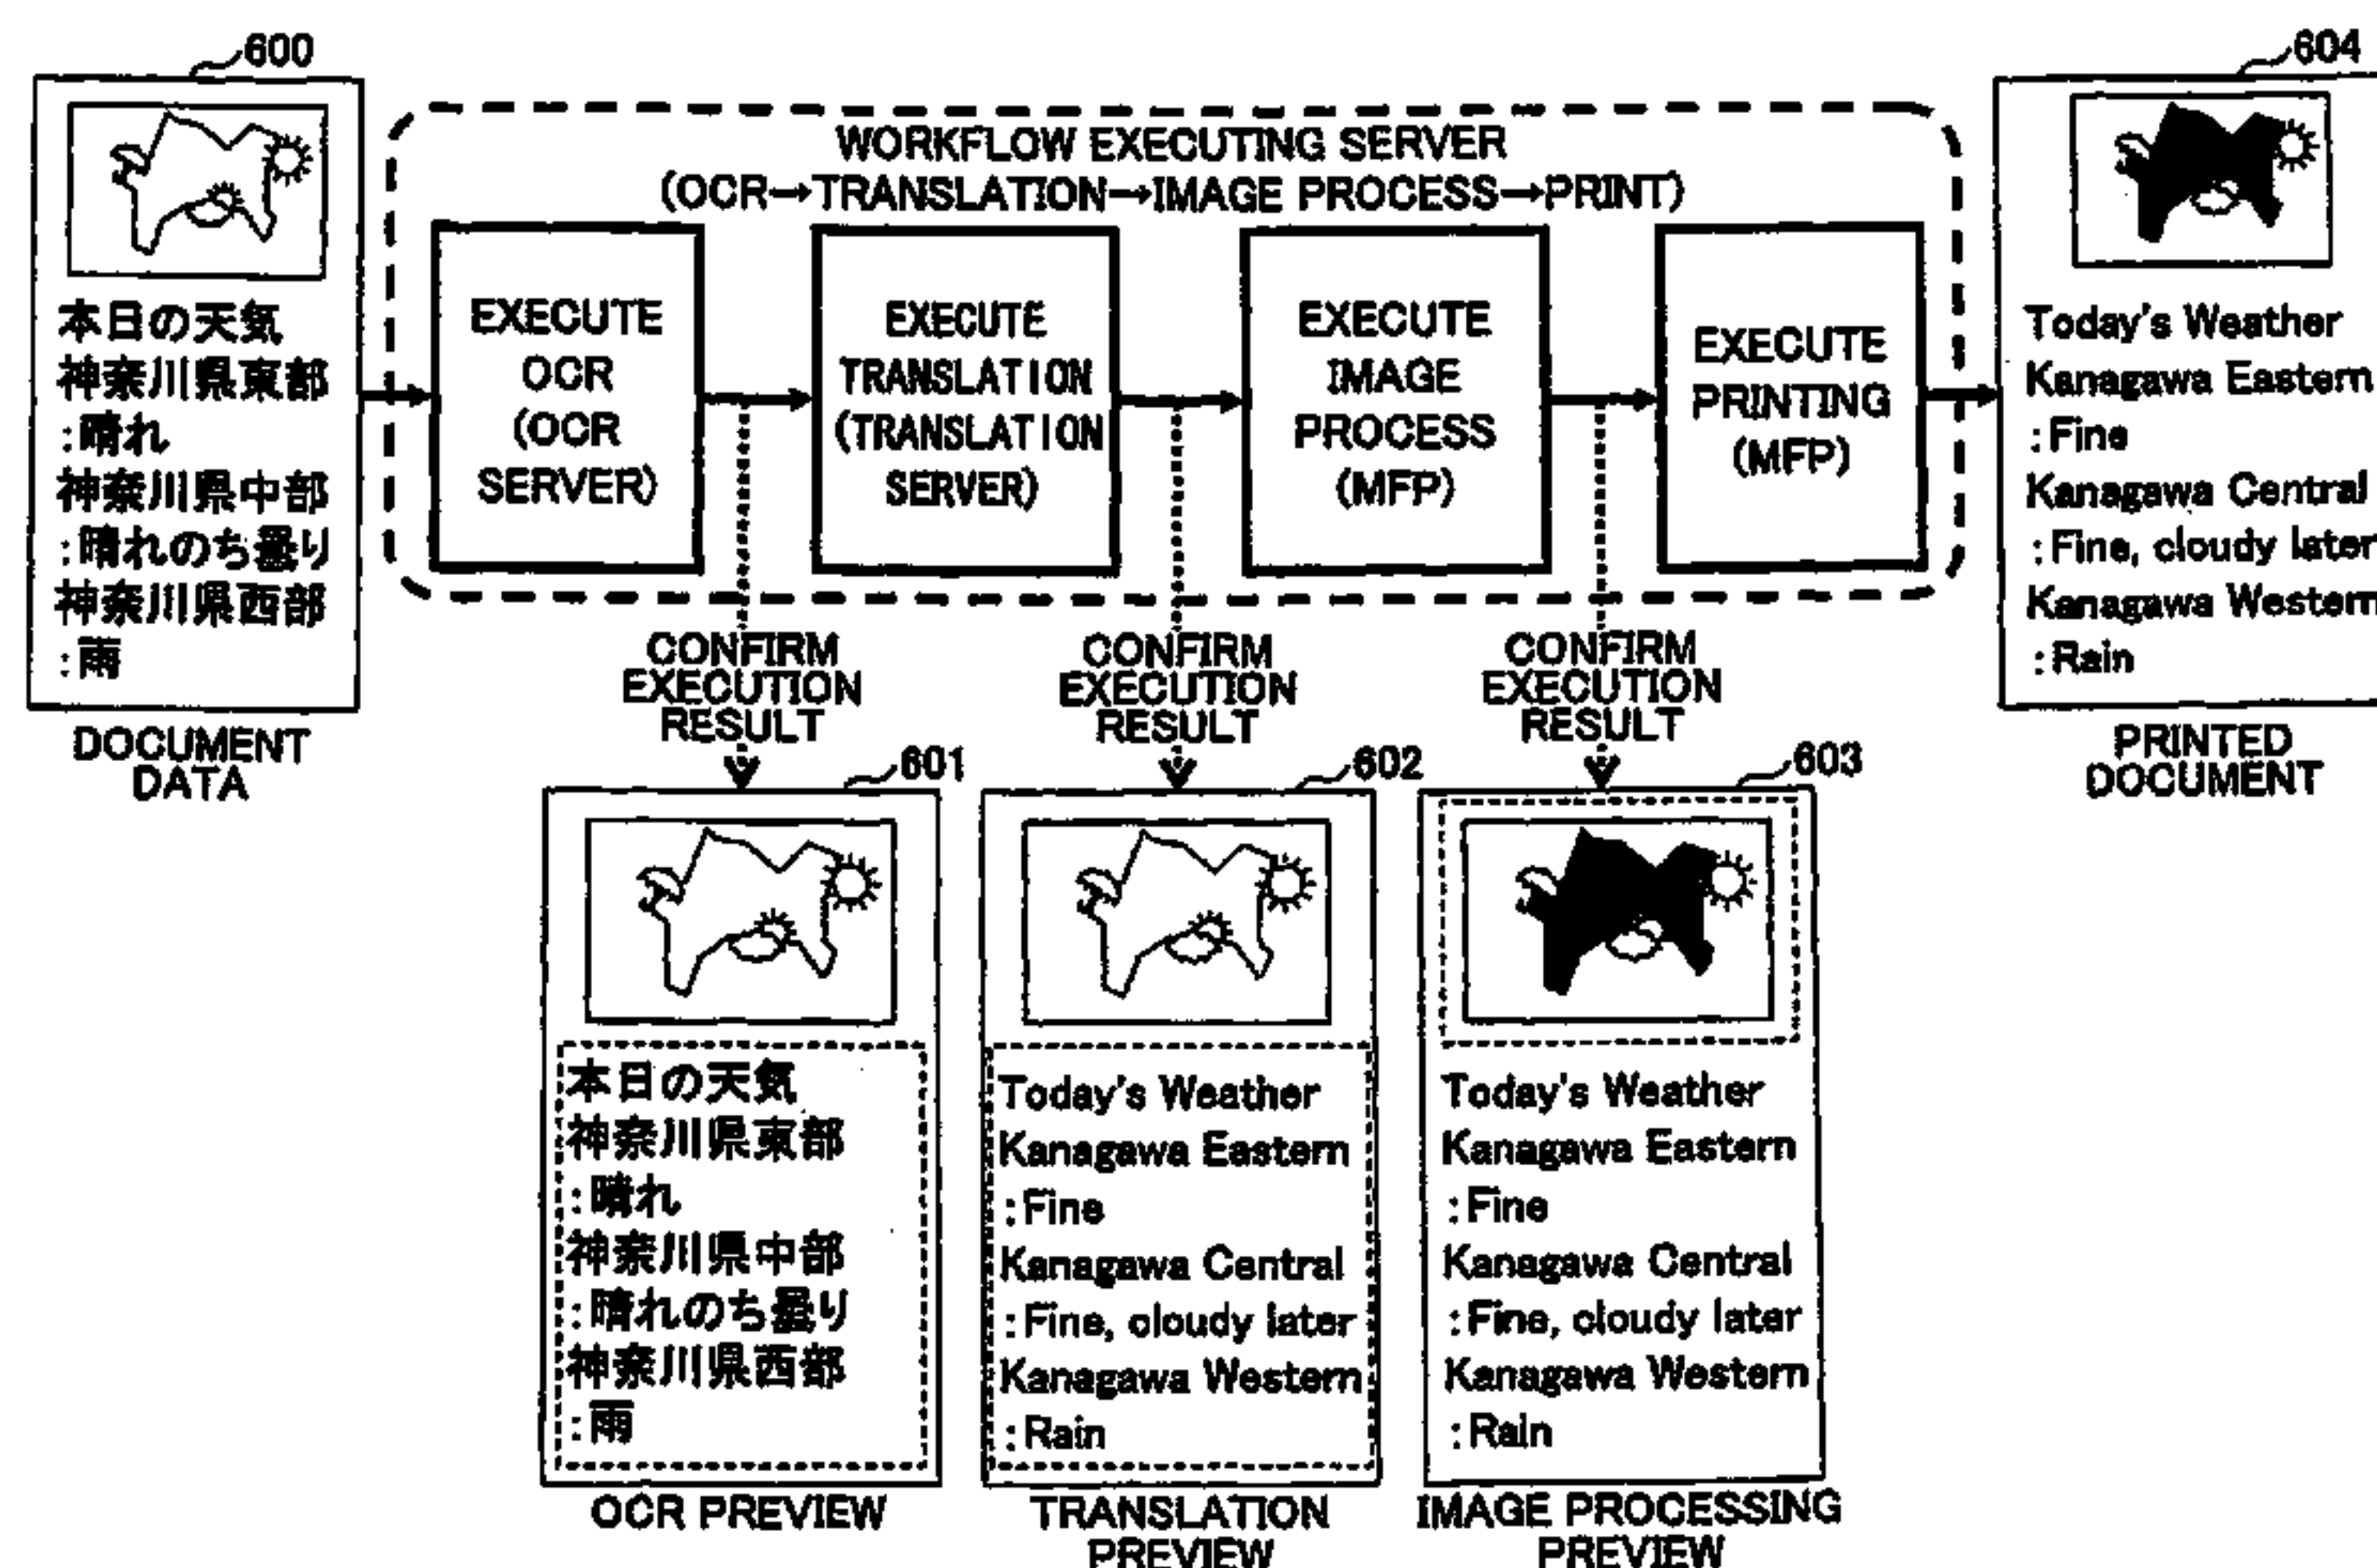 600
本日の天気
神奈川県東部
:晴れ
神奈川県中部
:晴れのち曇り
神奈川県西部
:雨
DOCUMENT
DATA
WORKFLOW EXECUTING SERVER
(OCR→TRANSLATION→IMAGE PROCESS→PRINT)
EXECUTE
OCR
(OCR
SERVER)
EXECUTE
TRANSLATION
(TRANSLATION
SERVER)
EXECUTE
IMAGE
PROCESS
(MFP)
EXECUTE
PRINTING
(MFP)
604
Today's Weather
Kanagawa Eastern
:Fine
Kanagawa Central
:Fine, cloudy later
Kanagawa Western
:Rain
PRINTED
DOCUMENT
CONFIRM
EXECUTION
RESULT
CONFIRM
EXECUTION
RESULT
CONFIRM
EXECUTION
RESULT
601
本日の天気
神奈川県東部
:晴れ
神奈川県中部
:晴れのち曇り
神奈川県西部
:雨
OCR PREVIEW
602
Today's Weather
Kanagawa Eastern
:Fine
Kanagawa Central
:Fine, cloudy later
Kanagawa Western
:Rain
TRANSLATION
PREVIEW
603
Today's Weather
Kanagawa Eastern
:Fine
Kanagawa Central
:Fine, cloudy later
Kanagawa Western
:Rain
IMAGE PROCESSING
PREVIEW